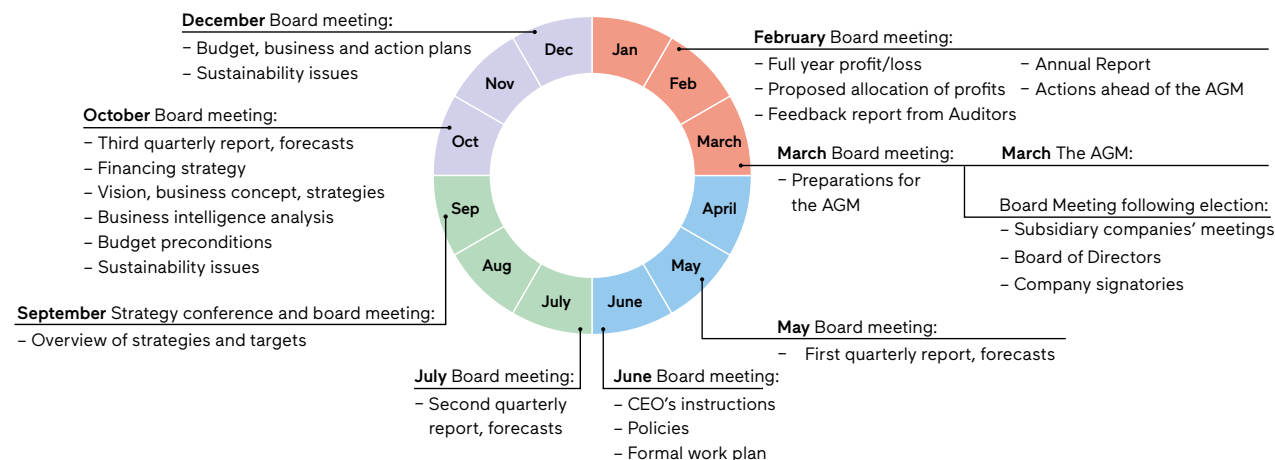 December Board meeting:
– Budget, business and action plans
– Sustainability issues
October Board meeting:
– Third quarterly report, forecasts
– Financing strategy
– Vision, business concept, strategies
– Business intelligence analysis
– Budget preconditions
– Sustainability issues
September Strategy conference and board meeting:
– Overview of strategies and targets
Jan
Feb
March
April
May
June
July
Aug
Sep
Oct
Nov
Dec
February Board meeting:
– Full year profit/loss
– Proposed allocation of profits
– Feedback report from Auditors
– Annual Report
– Actions ahead of the AGM
March Board meeting:
– Preparations for
the AGM
March The AGM:
Board Meeting following election:
– Subsidiary companies’ meetings
– Board of Directors
– Company signatories
May Board meeting:
– First quarterly report, forecasts
July Board meeting:
– Second quarterly
report, forecasts
June Board meeting:
– CEO’s instructions
– Policies
– Formal work plan